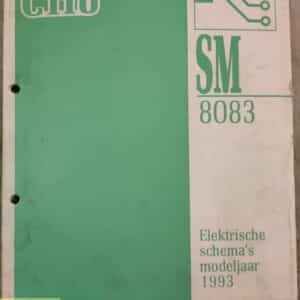 SM
8083
Elektrische
schema's
modeljaar
1993